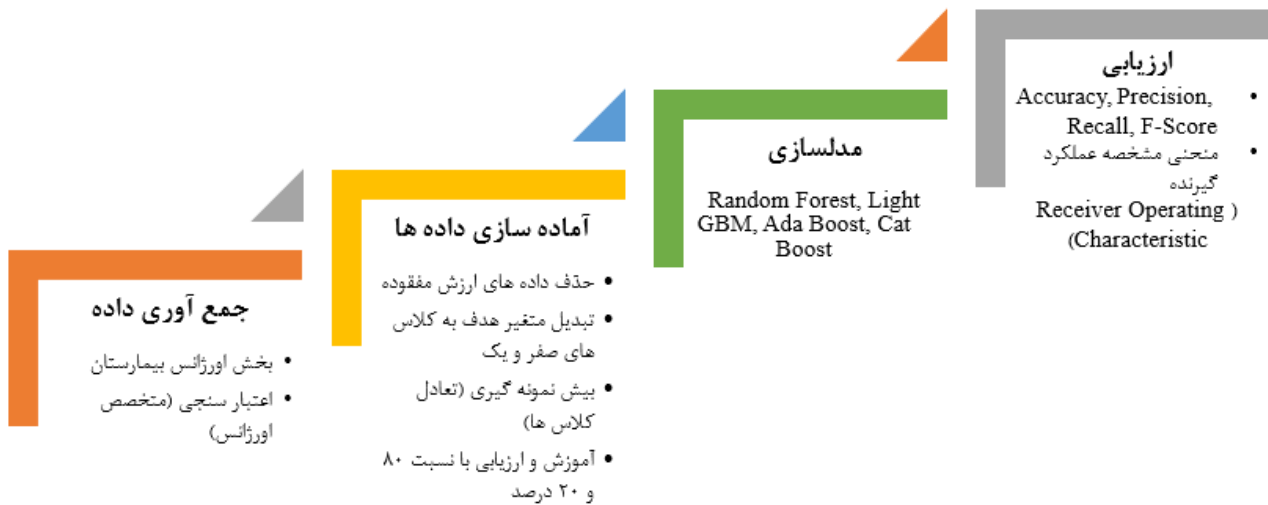 جمع آوری داده
• بخش اورژانس بیمارستان
• اعتبار سنجی (متخصص
اورژانس)
آماده سازی داده ها
• حذف داده های ارزش مفقوده
• تبدیل متغیر هدف به کلاس
های صفر و یک
• بیش نمونه گیری (تعادل
کلاس ها)
• آموزش و ارزیابی با نسبت ۸۰
و ۲۰ درصد
مدلسازی
Random Forest, Light
GBM, Ada Boost, Cat
Boost
ارزیابی
• Accuracy, Precision,
Recall, F-Score
• منحنی مشخصه عملکرد
گیرنده
Receiver Operating )
(Characteristic